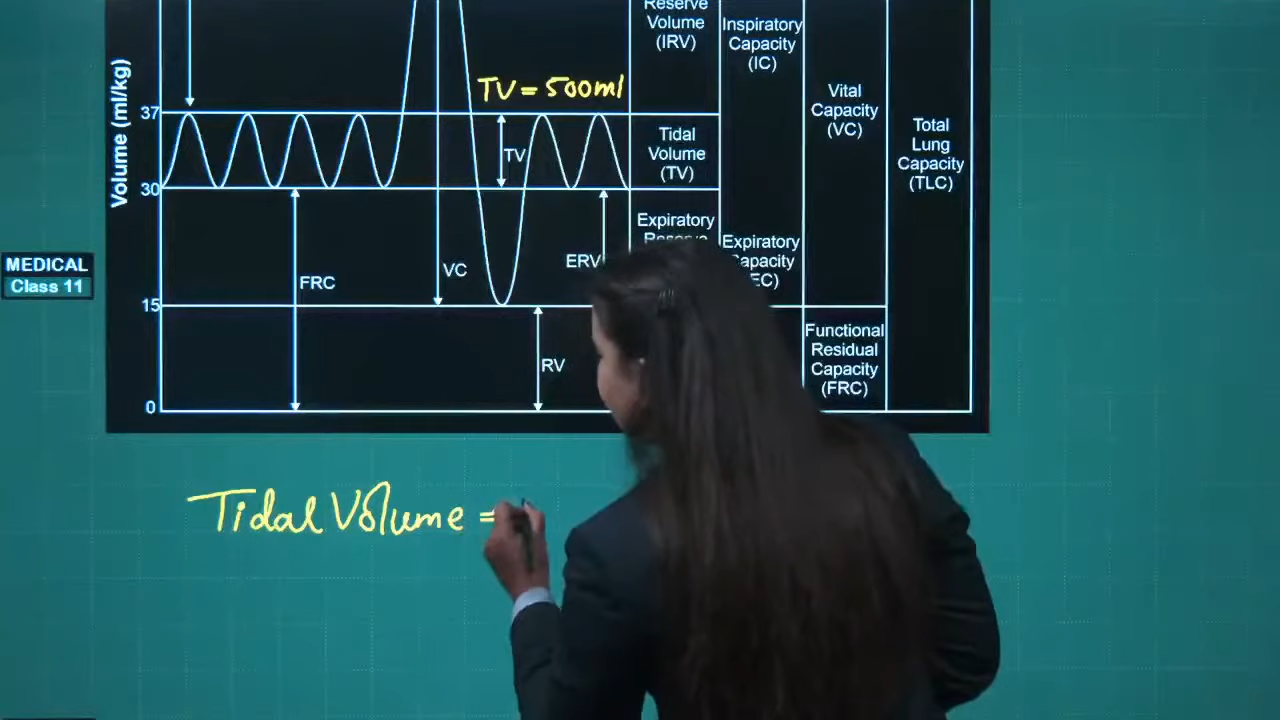 Reserve
Volume
(IRV)
Inspiratory
Capacity
(IC)
TV = 500ml
Vital
Capacity
(VC)
Total
Lung
Capacity
(TLC)
Volume (ml/kg)
37
TV
Tidal
Volume
(TV)
30
Expiratory
Reserve
Expiratory
Capacity
ERV
MEDICAL
Class 11
FRC
VC
15
RV
Functional
Residual
Capacity
(FRC)
0
Tidal Volume =